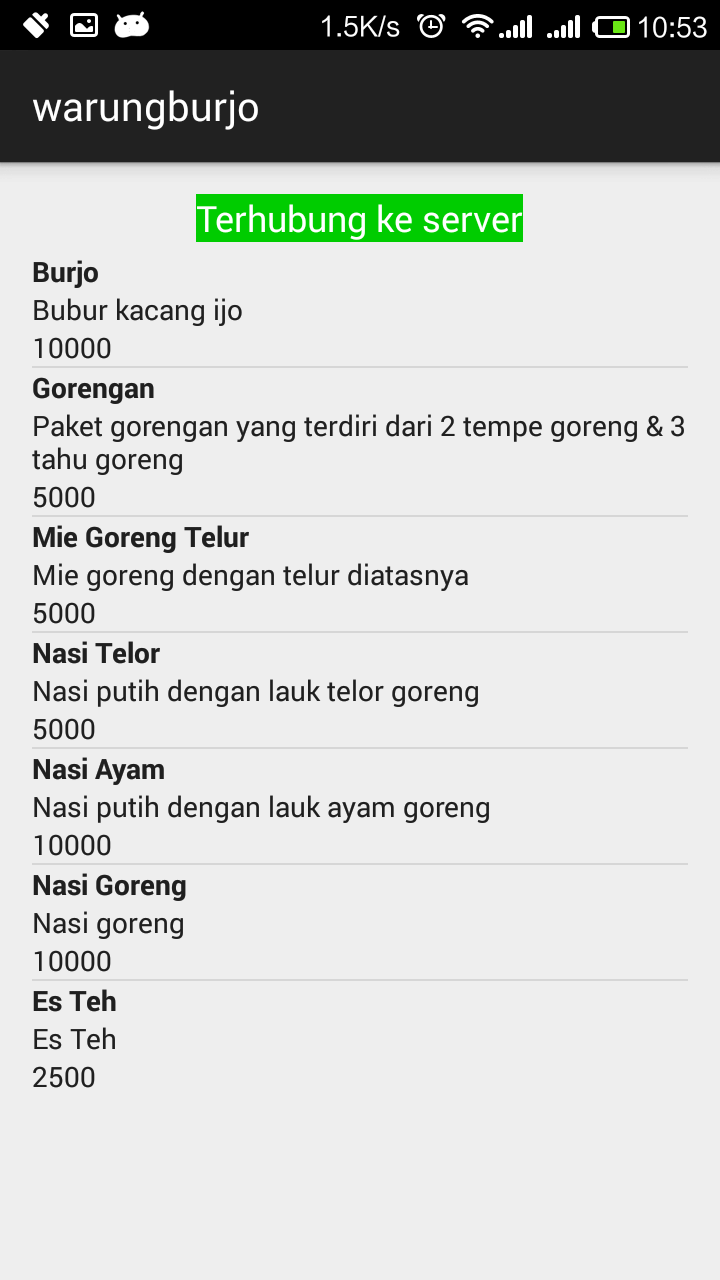 1.5K/s 10:53
warungburjo
Terhubung ke server
Burjo
Bubur kacang ijo
10000
Gorengan
Paket gorengan yang terdiri dari 2 tempe goreng & 3
tahu goreng
5000
Mie Goreng Telur
Mie goreng dengan telur diatasnya
5000
Nasi Telor
Nasi putih dengan lauk telor goreng
5000
Nasi Ayam
Nasi putih dengan lauk ayam goreng
10000
Nasi Goreng
Nasi goreng
10000
Es Teh
Es Teh
2500